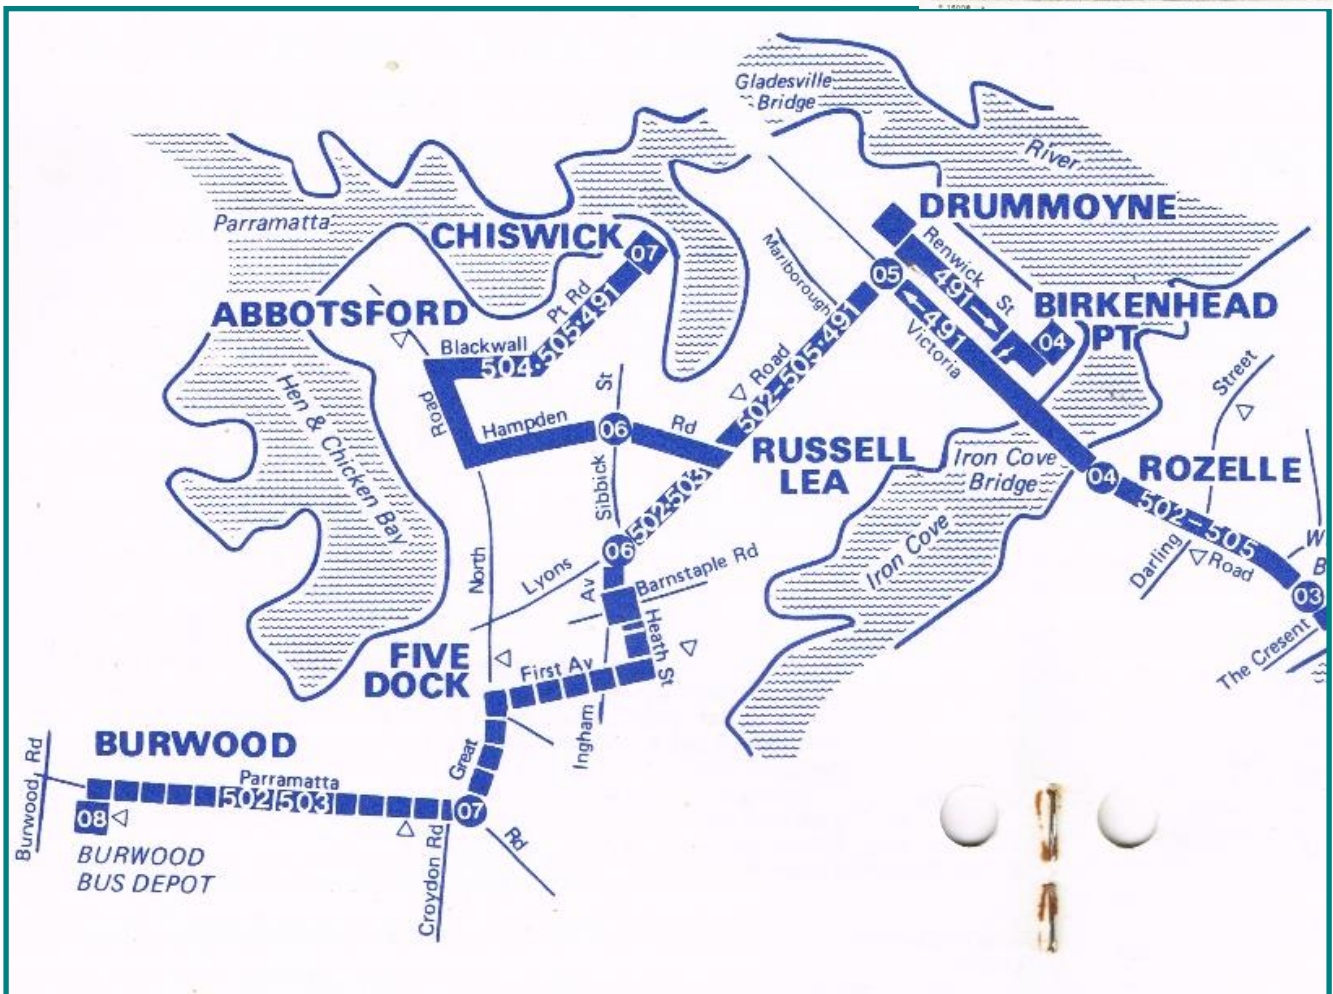 Gladesville
Bridge
River
Parramatta
DRUMMOYNE
CHISWICK
07
Renwick
St
491
Marlborough
05
ABBOTSFORD
Pt Rd
504·505·491
Blackwall
491
Victoria
BIRKENHEAD
PT
04
Road
502-505·491
Street
Hen & Chicken Bay
Road
Hampden
St
06
Rd
Sibbick
RUSSELL
LEA
Iron Cove
Bridge
ROZELLE
04
502-503
502-505
06
Iron Cove
Darling
Road
W
B
03
The Cresent
North
Lyons
Av
Barnstaple Rd
Heath St
FIVE
DOCK
First Av
Ingham
Great
BURWOOD
Burwood Rd
Parramatta
502 503
07
08
Croydon Rd
Rd
BURWOOD
BUS DEPOT